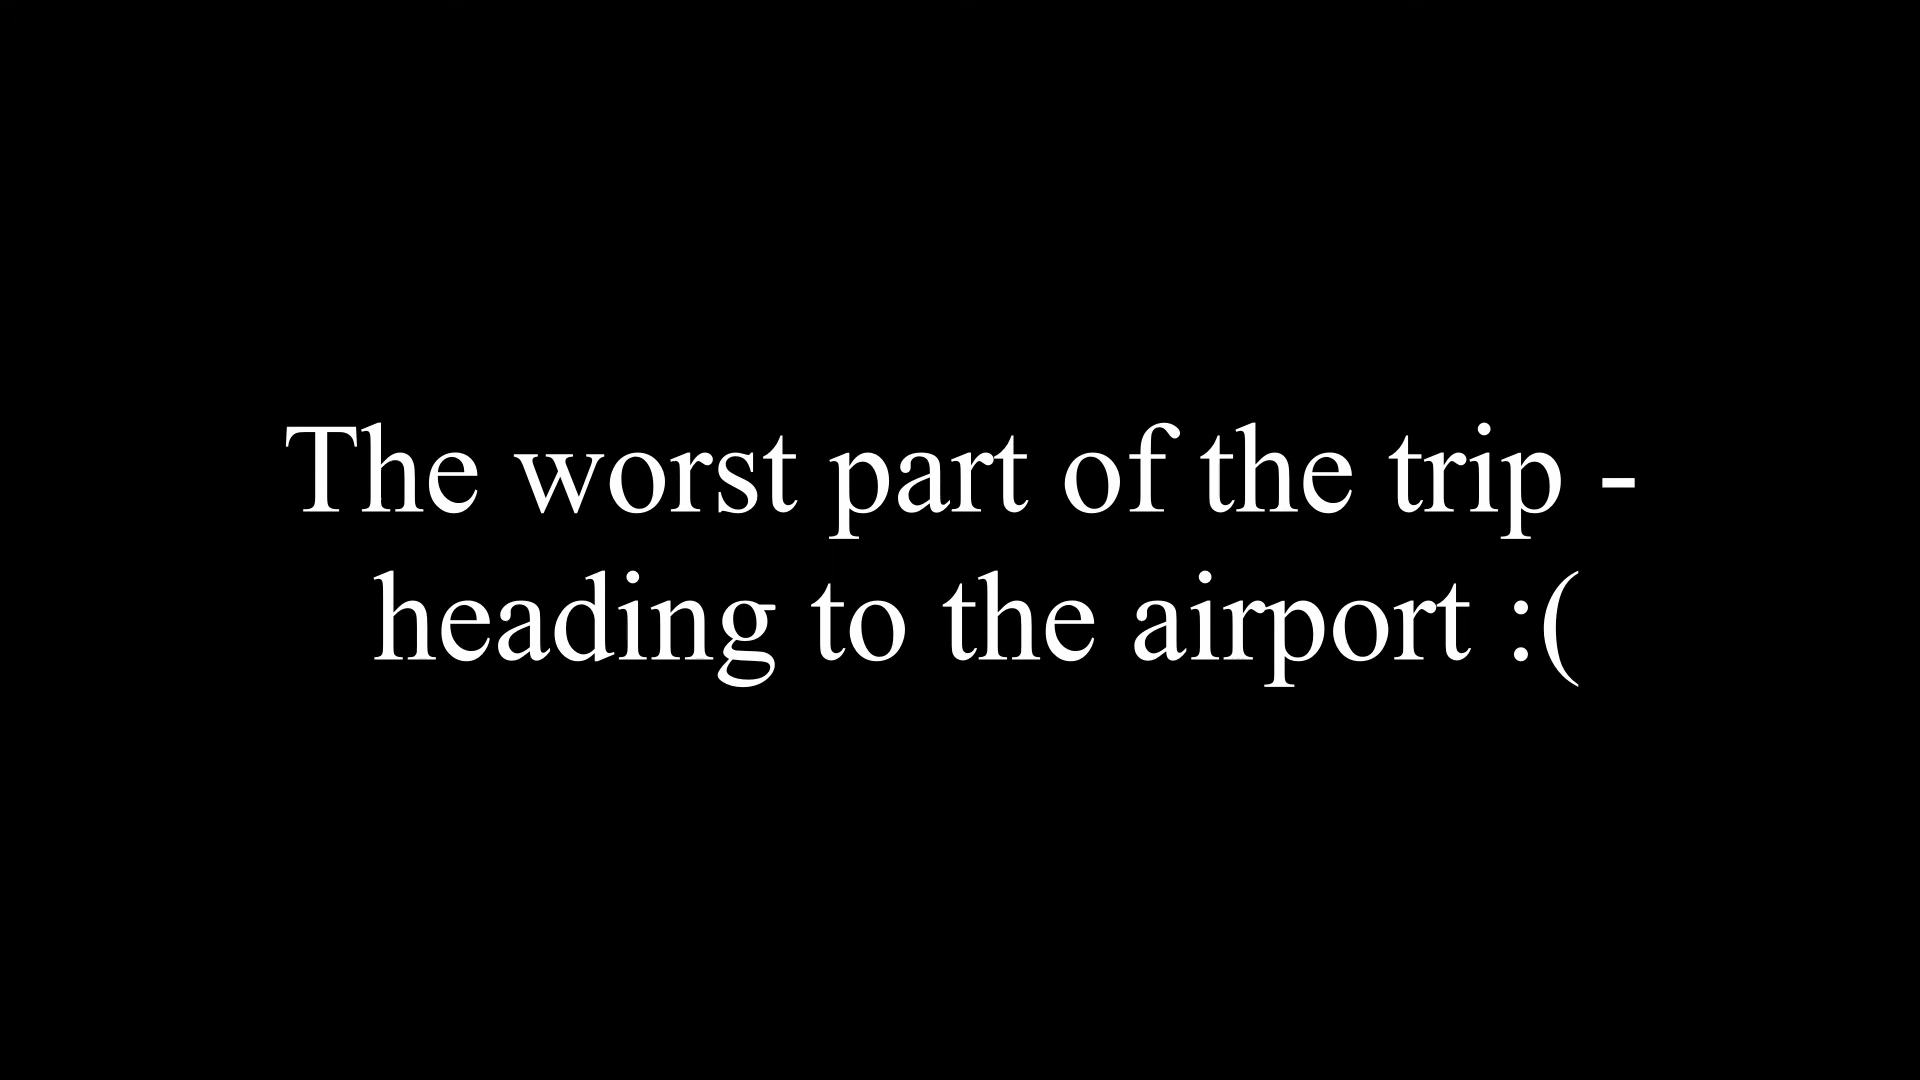 The worst part of the trip -
heading to the airport :(